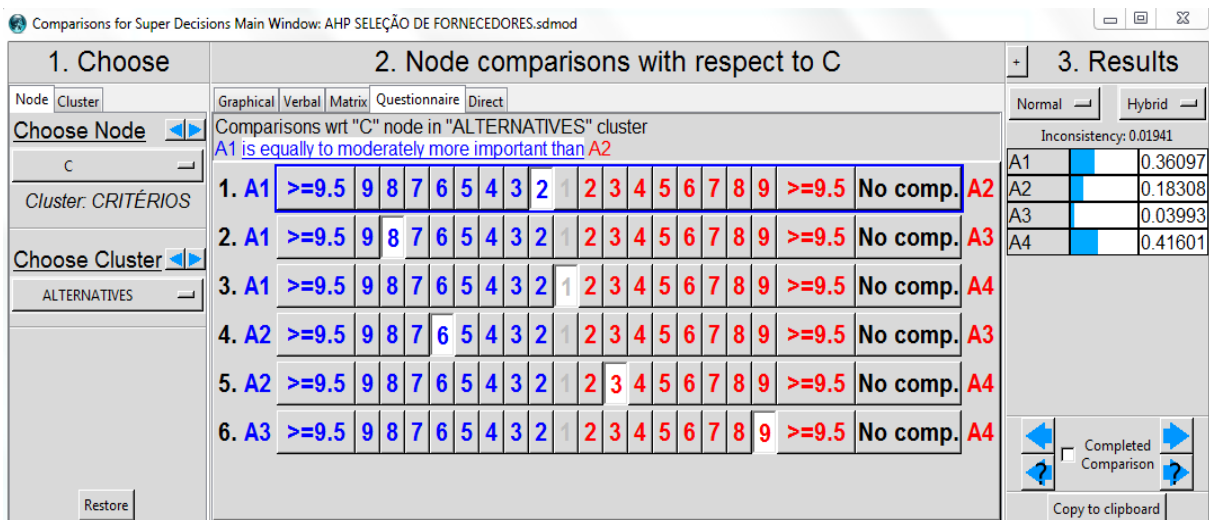 Comparisons for Super Decisions Main Window: AHP SELEÇÃO DE FORNECEDORES.sdmod
1. Choose
Node Cluster
Choose Node
C
Cluster: CRITÉRIOS
Choose Cluster
ALTERNATIVES
Restore
2. Node comparisons with respect to C
Graphical Verbal Matrix Questionnaire Direct
Comparisons wrt "C" node in "ALTERNATIVES" cluster
A1 is equally to moderately more important than A2
1. A1 >=9.5 9 8 7 6 5 4 3 2 1 2 3 4 5 6 7 8 9 >=9.5 No comp. A2
2. A1 >=9.5 9 8 7 6 5 4 3 2 1 2 3 4 5 6 7 8 9 >=9.5 No comp. A3
3. A1 >=9.5 9 8 7 6 5 4 3 2 1 2 3 4 5 6 7 8 9 >=9.5 No comp. A4
4. A2 >=9.5 9 8 7 6 5 4 3 2 1 2 3 4 5 6 7 8 9 >=9.5 No comp. A3
5. A2 >=9.5 9 8 7 6 5 4 3 2 1 2 3 4 5 6 7 8 9 >=9.5 No comp. A4
6. A3 >=9.5 9 8 7 6 5 4 3 2 1 2 3 4 5 6 7 8 9 >=9.5 No comp. A4
+ 3. Results
Normal Hybrid
Inconsistency: 0.01941
A1 0.36097
A2 0.18308
A3 0.03993
A4 0.41601
Completed
Comparison
? ?
Copy to clipboard